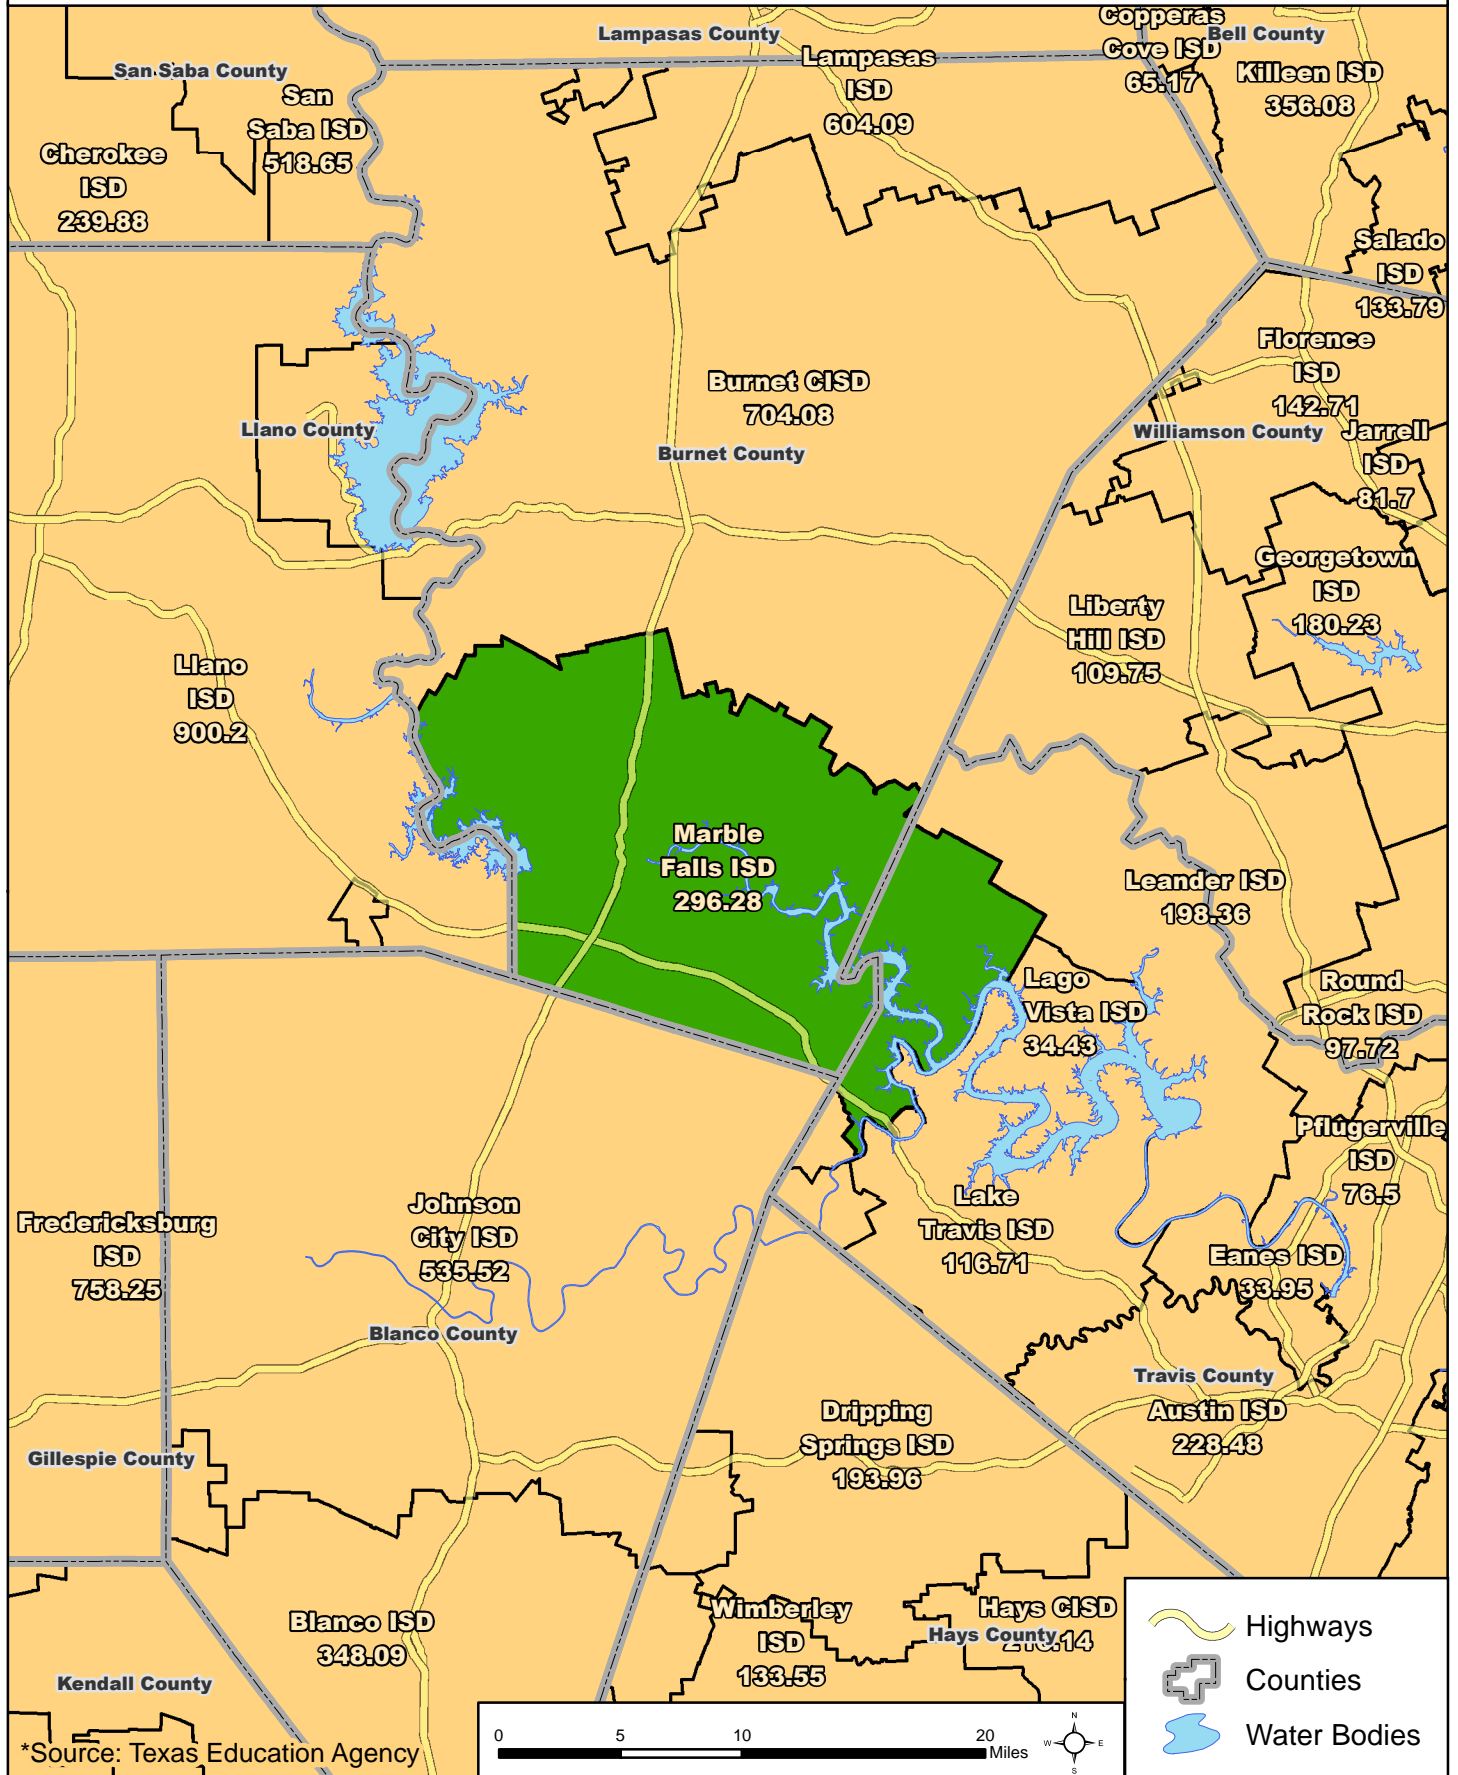 Lampasas County
Copperas
Cove ISD
65.17
Bell County
San Saba County
Lampasas
ISD
604.09
Killeen ISD
356.08
San
Saba ISD
518.65
Cherokee
ISD
239.88
Salado
ISD
133.79
Florence
ISD
142.71
Burnet CISD
704.08
Llano County
Burnet County
Williamson County
Jarrell
ISD
81.7
Georgetown
ISD
180.23
Liberty
Hill ISD
109.75
Llano
ISD
900.2
Marble
Falls ISD
296.28
Leander ISD
198.36
Lago
Vista ISD
34.43
Round
Rock ISD
97.72
Pflugerville
ISD
76.5
Lake
Travis ISD
116.71
Johnson
City ISD
535.52
Fredericksburg
ISD
758.25
Eanes ISD
33.95
Blanco County
Travis County
Austin ISD
228.48
Dripping
Springs ISD
193.96
Gillespie County
Blanco ISD
348.09
Wimberley
ISD
133.55
Hays CISD
Hays County
Kendall County
Highways
Counties
Water Bodies
*Source: Texas Education Agency
0 5 10 20
Miles
N
W E
S